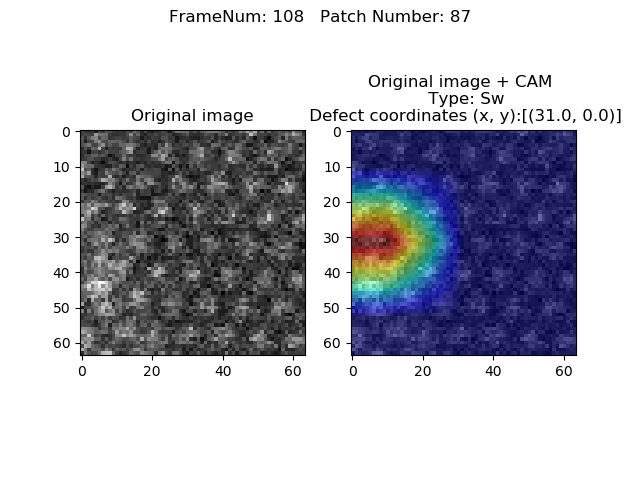 FrameNum: 108   Patch Number: 87
Original image
Original image + CAM
Type: Sw
Defect coordinates (x, y):[(31.0, 0.0)]
0
10
20
30
40
50
60
0 20 40 60
0
10
20
30
40
50
60
0 20 40 60